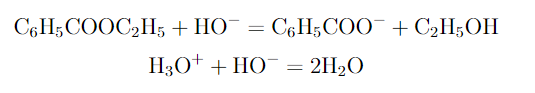 C₆H₅COOC₂H₅ + HO⁻ = C₆H₅COO⁻ + C₂H₅OH
H₃O⁺ + HO⁻ = 2H₂O